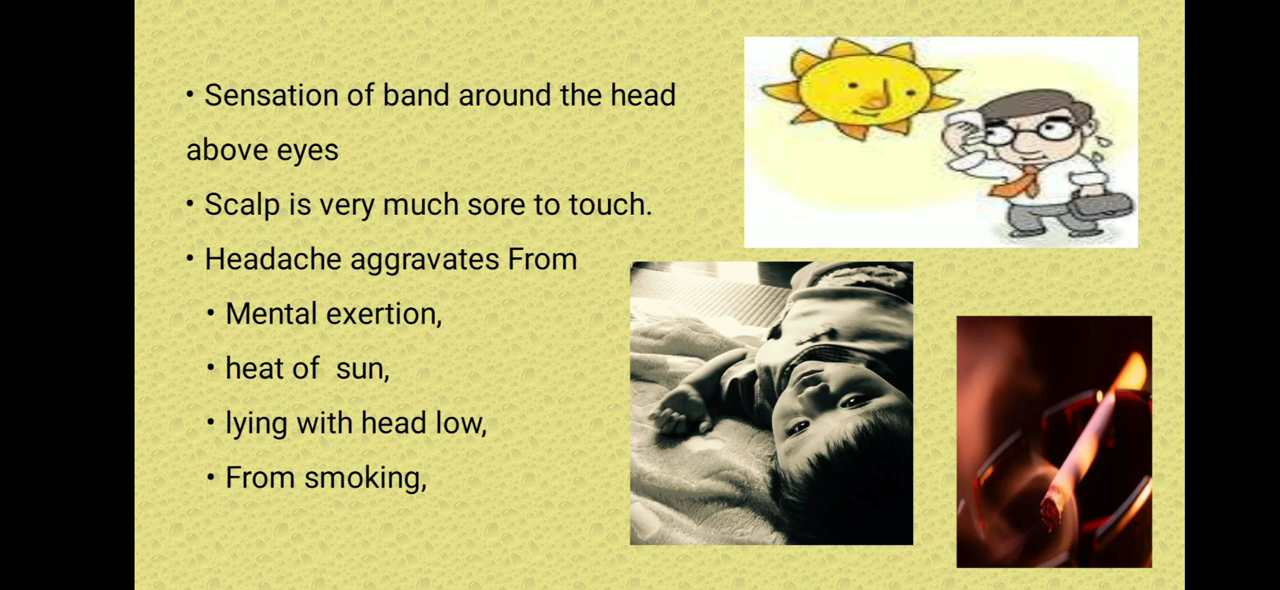 • Sensation of band around the head
above eyes
• Scalp is very much sore to touch.
• Headache aggravates From
• Mental exertion,
• heat of  sun,
• lying with head low,
• From smoking,